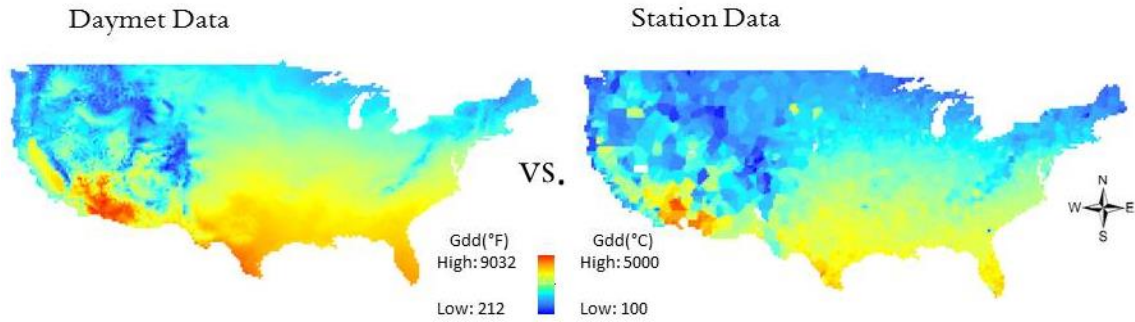 Daymet Data
Station Data
vs.
N
W E
S
Gdd(°F)
High: 9032
Low: 212
Gdd(°C)
High: 5000
Low: 100